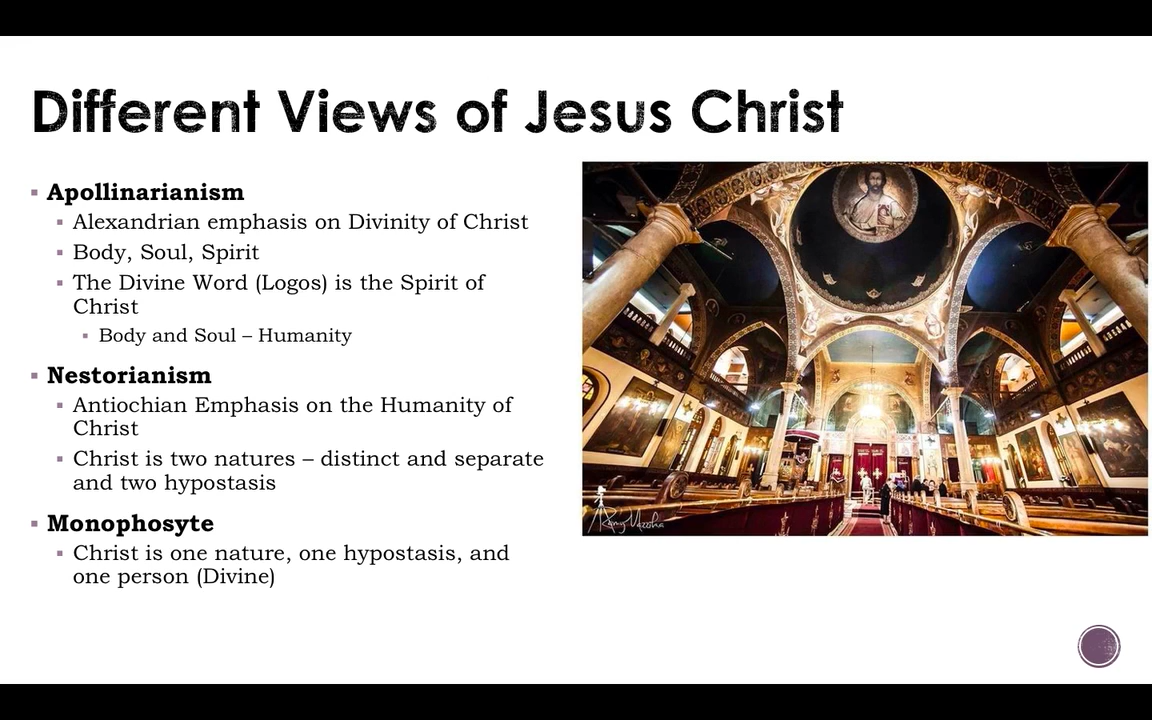 Different Views of Jesus Christ
▪ Apollinarianism
▪ Alexandrian emphasis on Divinity of Christ
▪ Body, Soul, Spirit
▪ The Divine Word (Logos) is the Spirit of
Christ
▪ Body and Soul – Humanity
▪ Nestorianism
▪ Antiochian Emphasis on the Humanity of
Christ
▪ Christ is two natures – distinct and separate
and two hypostasis
▪ Monophosyte
▪ Christ is one nature, one hypostasis, and
one person (Divine)